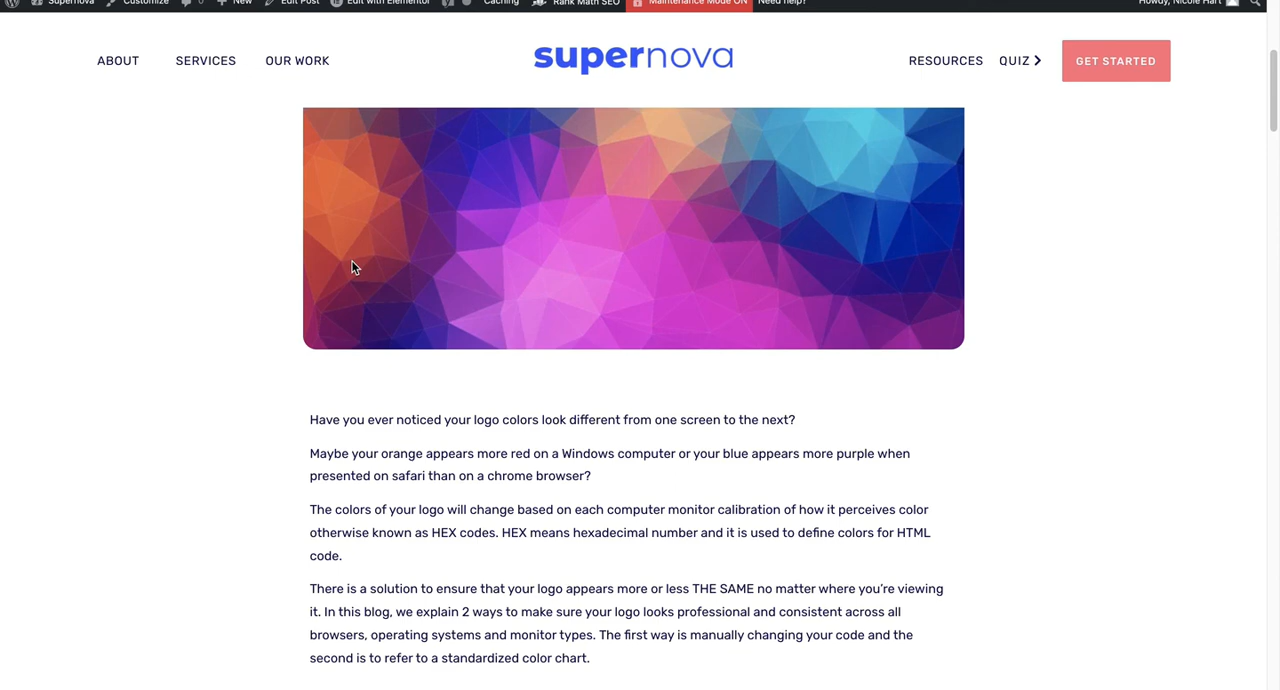 Supernova Customize 0 New Edit Post Edit with Elementor Caching Rank Math SEO Maintenance Mode ON Need help? Howdy, Nicole Hart
ABOUT SERVICES OUR WORK supernova RESOURCES QUIZ GET STARTED
Have you ever noticed your logo colors look different from one screen to the next?
Maybe your orange appears more red on a Windows computer or your blue appears more purple when
presented on safari than on a chrome browser?
The colors of your logo will change based on each computer monitor calibration of how it perceives color
otherwise known as HEX codes. HEX means hexadecimal number and it is used to define colors for HTML
code.
There is a solution to ensure that your logo appears more or less THE SAME no matter where you’re viewing
it. In this blog, we explain 2 ways to make sure your logo looks professional and consistent across all
browsers, operating systems and monitor types. The first way is manually changing your code and the
second is to refer to a standardized color chart.